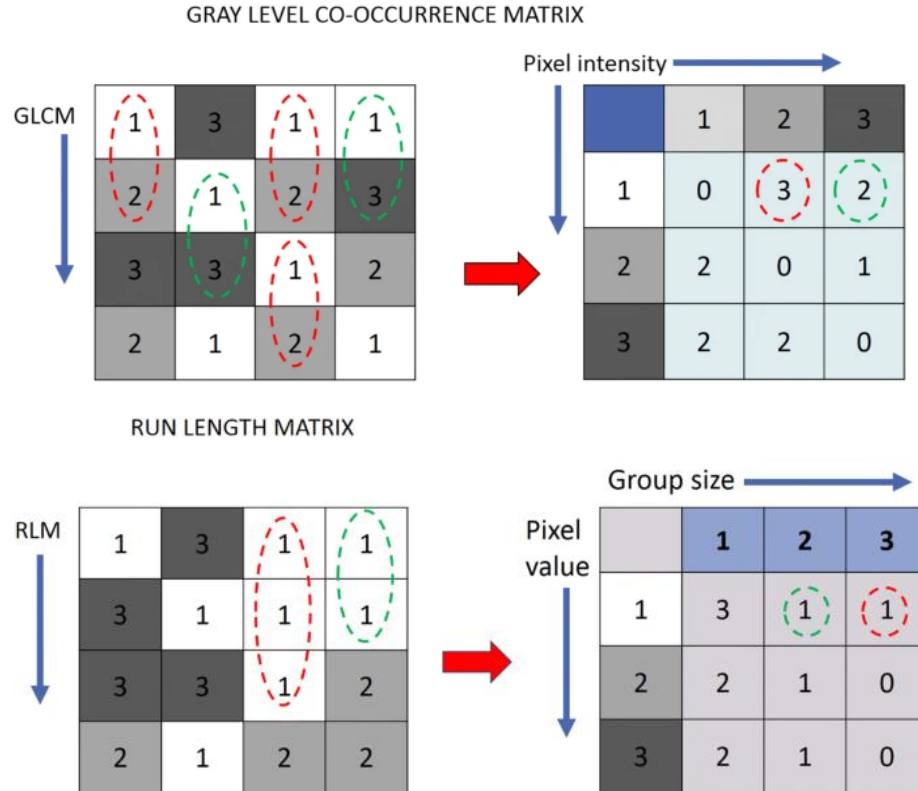 GRAY LEVEL CO-OCCURRENCE MATRIX
GLCM
1 3 1 1
2 1 2 3
3 3 1 2
2 1 2 1
Pixel intensity
1 2 3
1 0 3 2
2 2 0 1
3 2 2 0
RUN LENGTH MATRIX
RLM
1 3 1 1
3 1 1 1
3 3 1 2
2 1 2 2
Group size
Pixel
value
1 2 3
1 3 1 1
2 2 1 0
3 2 1 0